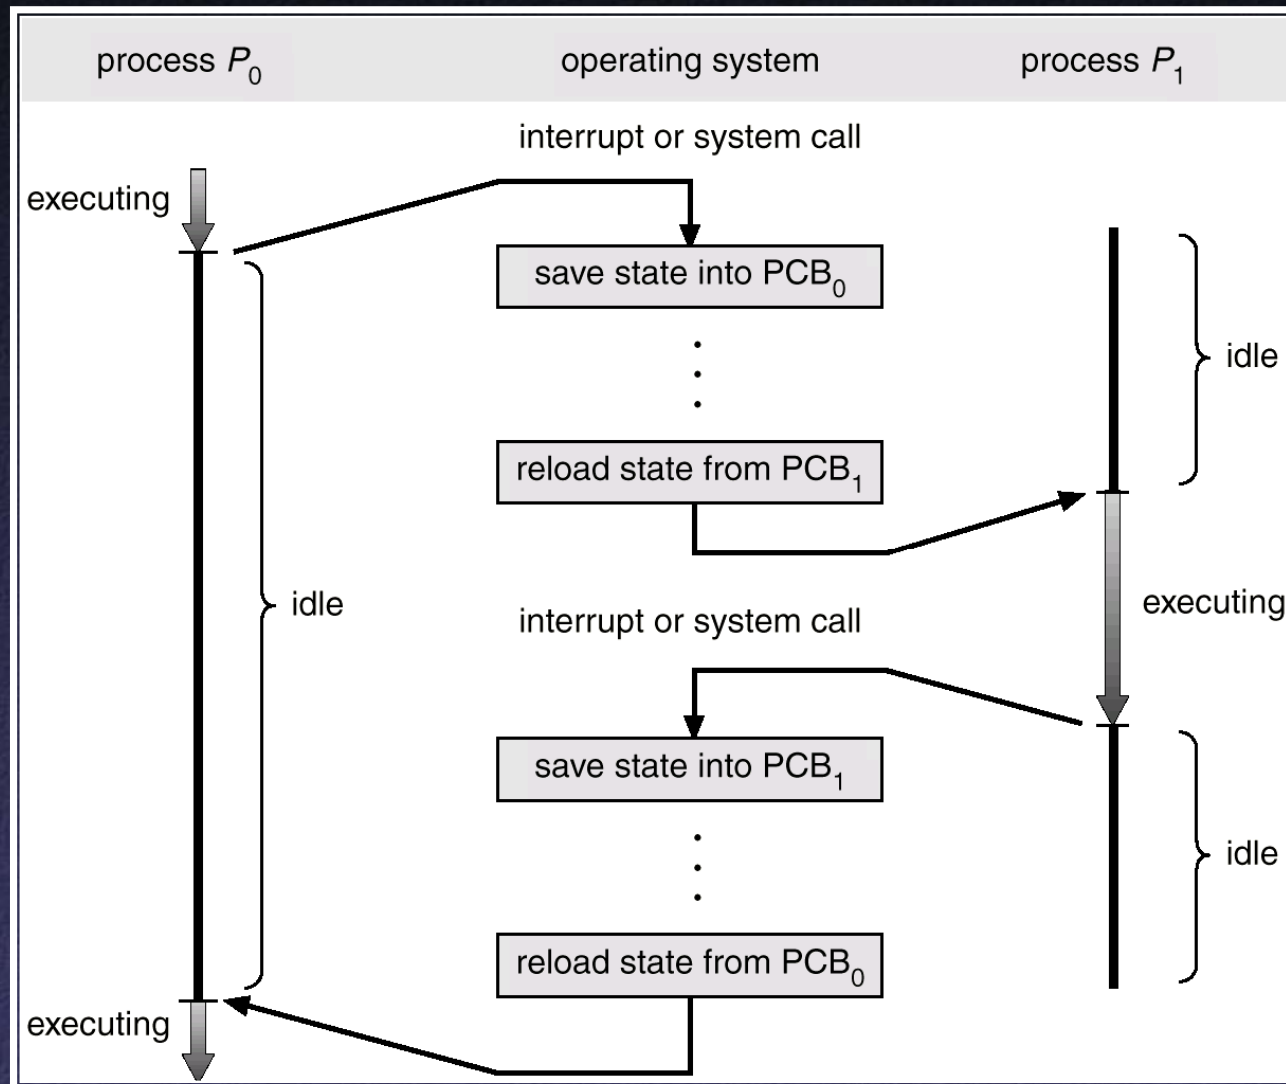 process P0
operating system
process P1
interrupt or system call
executing
save state into PCB0
idle
reload state from PCB1
idle
executing
interrupt or system call
save state into PCB1
idle
reload state from PCB0
executing